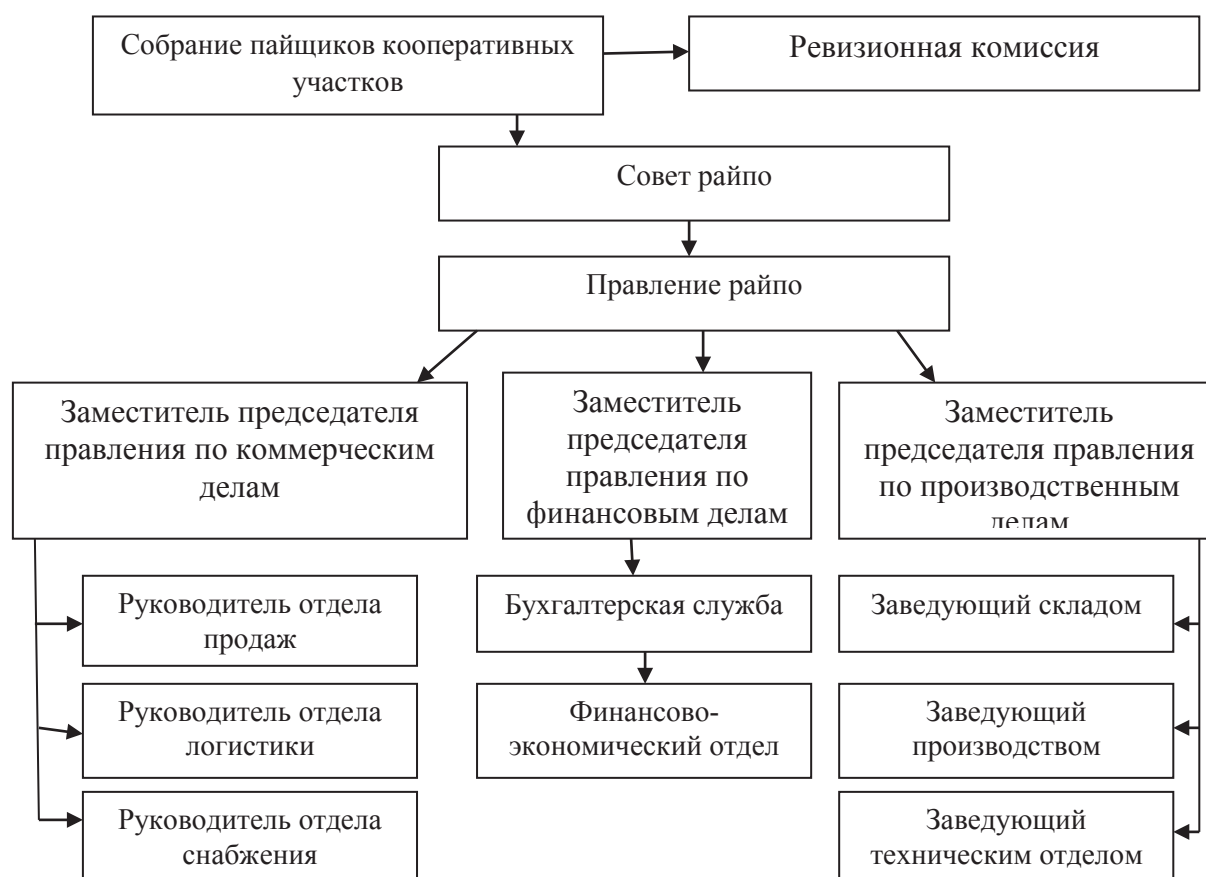 Собрание пайщиков кооперативных
участков
Ревизионная комиссия
Совет райпо
Правление райпо
Заместитель председателя
правления по коммерческим
делам
Заместитель
председателя
правления по
финансовым делам
Заместитель
председателя правления
по производственным
делам
Руководитель отдела
продаж
Бухгалтерская служба
Заведующий складом
Руководитель отдела
логистики
Финансово-
экономический отдел
Заведующий
производством
Руководитель отдела
снабжения
Заведующий
техническим отделом